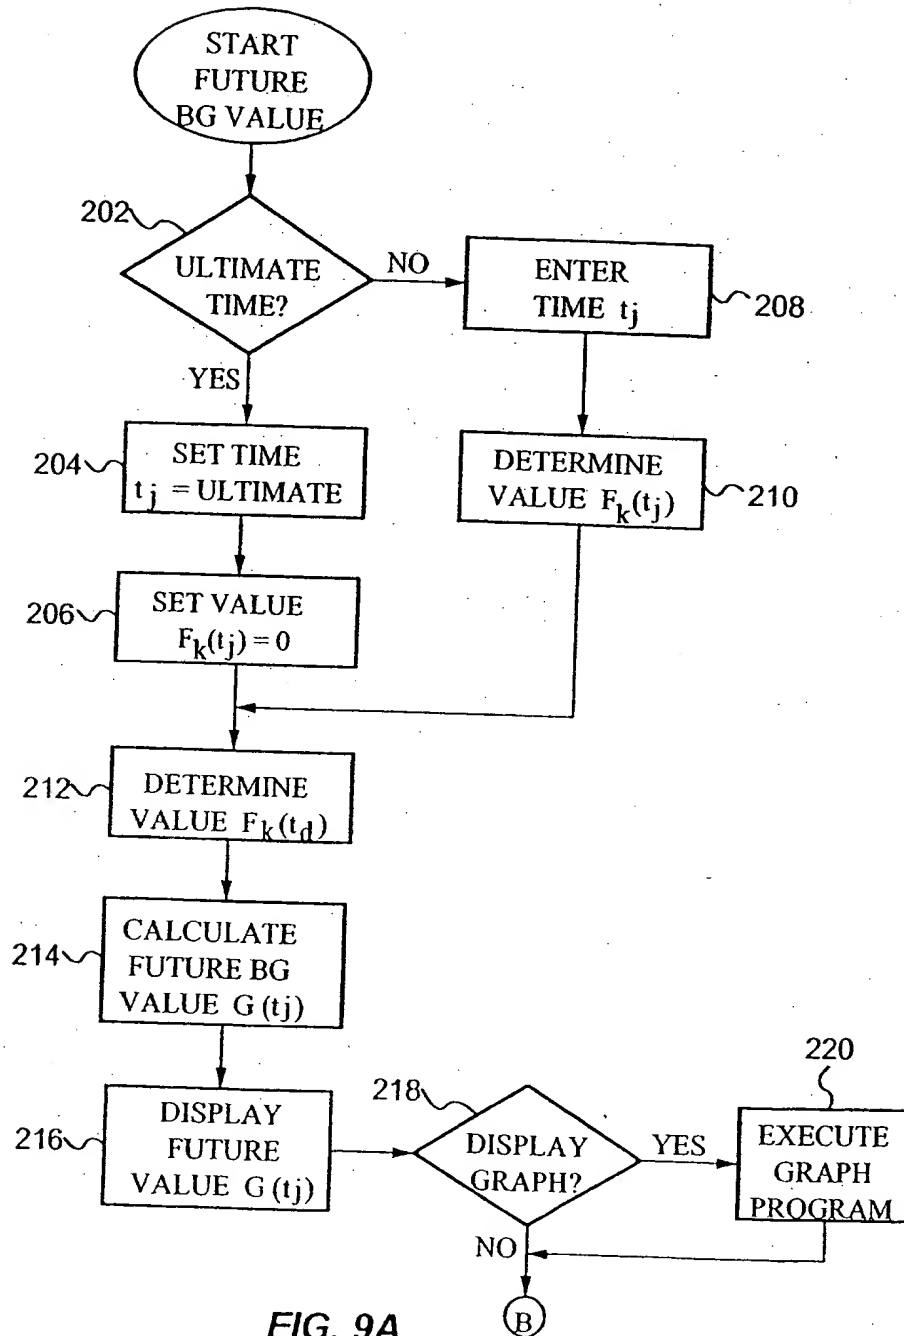 START
FUTURE
BG VALUE
202
ULTIMATE
TIME?
NO
ENTER
TIME tj
208
YES
204
SET TIME
tj = ULTIMATE
DETERMINE
VALUE Fk(tj)
210
206
SET VALUE
Fk(tj) = 0
212
DETERMINE
VALUE Fk(td)
214
CALCULATE
FUTURE BG
VALUE G (tj)
216
DISPLAY
FUTURE
VALUE G (tj)
218
DISPLAY
GRAPH?
YES
220
EXECUTE
GRAPH
PROGRAM
NO
B
FIG. 9A